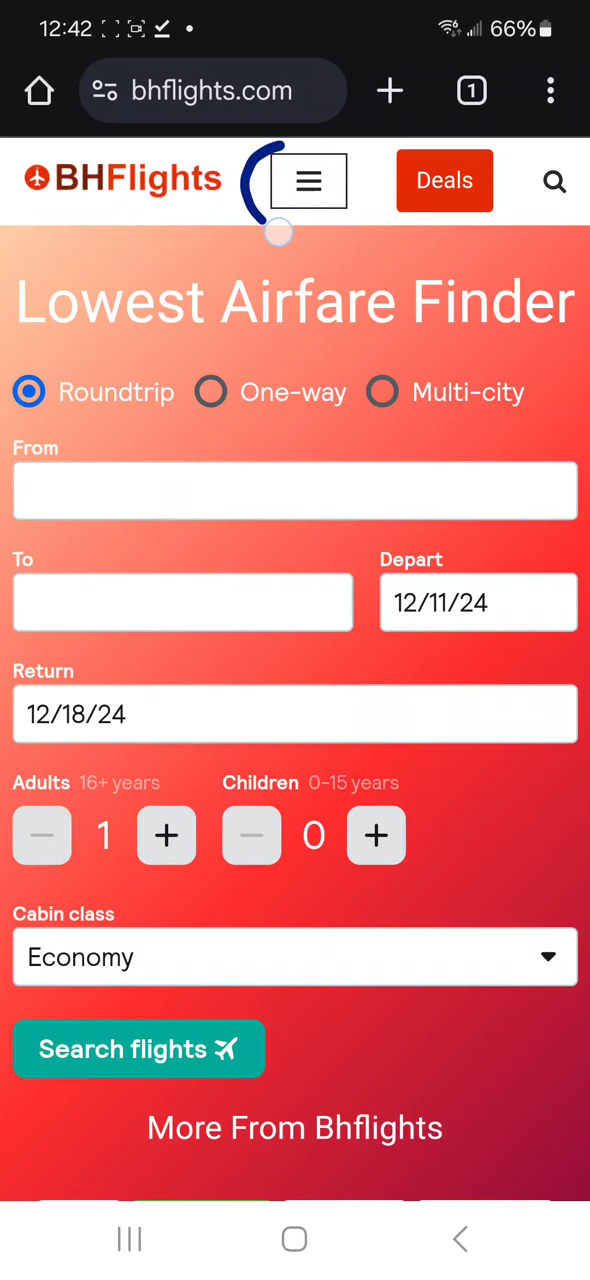 12:42 66%
bhflights.com 1
BHFlights Deals
Lowest Airfare Finder
Roundtrip One-way Multi-city
From
To Depart
12/11/24
Return
12/18/24
Adults 16+ years Children 0-15 years
1 0
Cabin class
Economy
Search flights
More From Bhflights